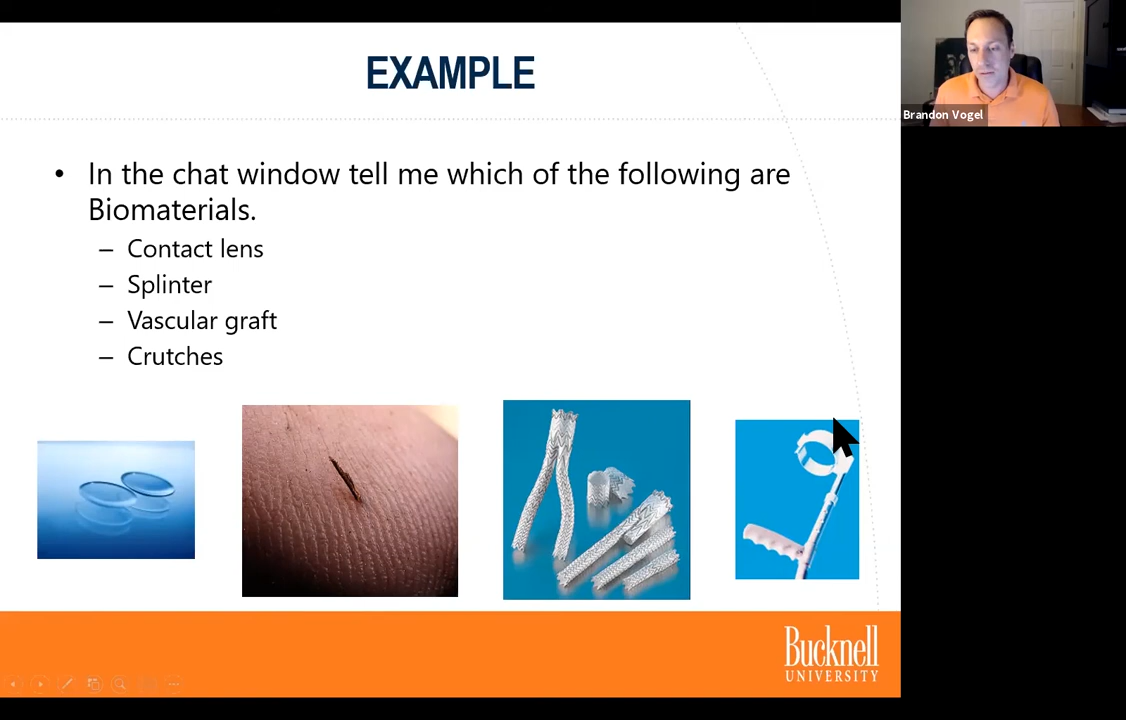 EXAMPLE
• In the chat window tell me which of the following are
Biomaterials.
– Contact lens
– Splinter
– Vascular graft
– Crutches
Brandon Vogel
Bucknell
UNIVERSITY